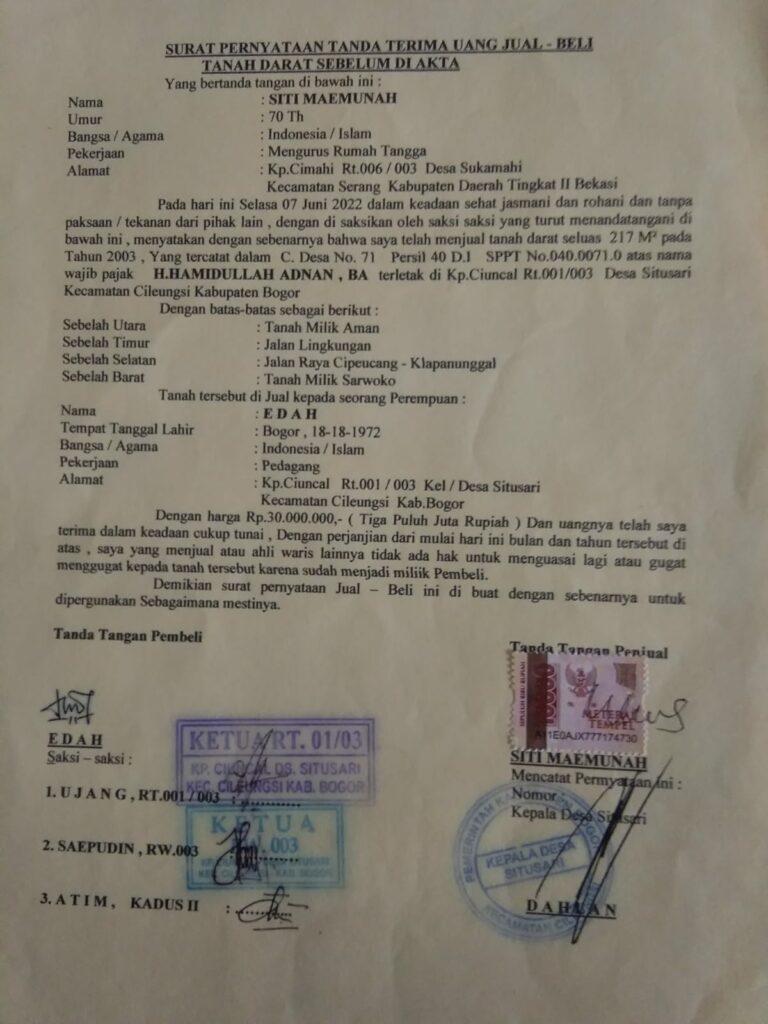 SURAT PERNYATAAN TANDA TERIMA UANG JUAL - BELI
TANAH DARAT SEBELUM DI AKTA
Yang bertanda tangan di bawah ini :
Nama : SITI MAEMUNAH
Umur : 70 Th
Bangsa / Agama : Indonesia / Islam
Pekerjaan : Mengurus Rumah Tangga
Alamat : Kp.Cimahi Rt.006 / 003 Desa Sukamahi
Kecamatan Serang Kabupaten Daerah Tingkat II Bekasi
Pada hari ini Selasa 07 Juni 2022 dalam keadaan sehat jasmani dan rohani dan tanpa
paksaan / tekanan dari pihak lain , dengan di saksikan oleh saksi saksi yang turut menandatangani di
bawah ini , menyatakan dengan sebenarnya bahwa saya telah menjual tanah darat seluas 217 M² pada
Tahun 2003 , Yang tercatat dalam C. Desa No. 71 Persil 40 D.I SPPT No.040.0071.0 atas nama
wajib pajak H.HAMIDULLAH ADNAN , BA terletak di Kp.Ciuncal Rt.001/003 Desa Situsari
Kecamatan Cileungsi Kabupaten Bogor
Dengan batas-batas sebagai berikut :
Sebelah Utara : Tanah Milik Aman
Sebelah Timur : Jalan Lingkungan
Sebelah Selatan : Jalan Raya Cipeucang - Klapanunggal
Sebelah Barat : Tanah Milik Sarwoko
Tanah tersebut di Jual kepada seorang Perempuan :
Nama : E D A H
Tempat Tanggal Lahir : Bogor , 18-18-1972
Bangsa / Agama : Indonesia / Islam
Pekerjaan : Pedagang
Alamat : Kp.Ciuncal Rt.001 / 003 Kel / Desa Situsari
Kecamatan Cileungsi Kab.Bogor
Dengan harga Rp.30.000.000,- ( Tiga Puluh Juta Rupiah ) Dan uangnya telah saya
terima dalam keadaan cukup tunai , Dengan perjanjian dari mulai hari ini bulan dan tahun tersebut di
atas , saya yang menjual atau ahli waris lainnya tidak ada hak untuk menguasai lagi atau gugat
menggugat kepada tanah tersebut karena sudah menjadi miliik Pembeli.
Demikian surat pernyataan Jual – Beli ini di buat dengan sebenarnya untuk
dipergunakan Sebagaimana mestinya.
Tanda Tangan Pembeli
Tanda Tangan Penjual
METERAI
TEMPEL
A11E0AJX777174730
EDAH
SITI MAEMUNAH
Saksi – saksi :
Mencatat Pernyataan ini :
Nomor :
Kepala Desa Situsari
KETUA RT. 01/03
KP. CIUNCAL DS. SITUSARI
KEC. CILEUNGSI KAB. BOGOR
1. U J A N G , RT.001 / 003 :
KETUA
003
2. SAEPUDIN , RW.003
KEPALA DESA
SITUSARI
3. A T I M , KADUS II :
DAHLAN